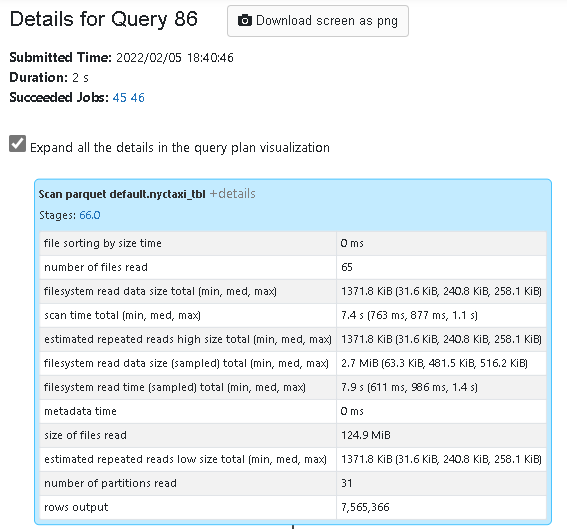 Details for Query 86
Download screen as png
Submitted Time: 2022/02/05 18:40:46
Duration: 2 s
Succeeded Jobs: 45 46
Expand all the details in the query plan visualization
Scan parquet default.nyctaxi_tbl +details
Stages: 66.0
file sorting by size time 0 ms
number of files read 65
filesystem read data size total (min, med, max) 1371.8 KiB (31.6 KiB, 240.8 KiB, 258.1 KiB)
scan time total (min, med, max) 7.4 s (763 ms, 877 ms, 1.1 s)
estimated repeated reads high size total (min, med, max) 1371.8 KiB (31.6 KiB, 240.8 KiB, 258.1 KiB)
filesystem read data size (sampled) total (min, med, max) 2.7 MiB (63.3 KiB, 481.5 KiB, 516.2 KiB)
filesystem read time (sampled) total (min, med, max) 7.9 s (611 ms, 986 ms, 1.4 s)
metadata time 0 ms
size of files read 124.9 MiB
estimated repeated reads low size total (min, med, max) 1371.8 KiB (31.6 KiB, 240.8 KiB, 258.1 KiB)
number of partitions read 31
rows output 7,565,366